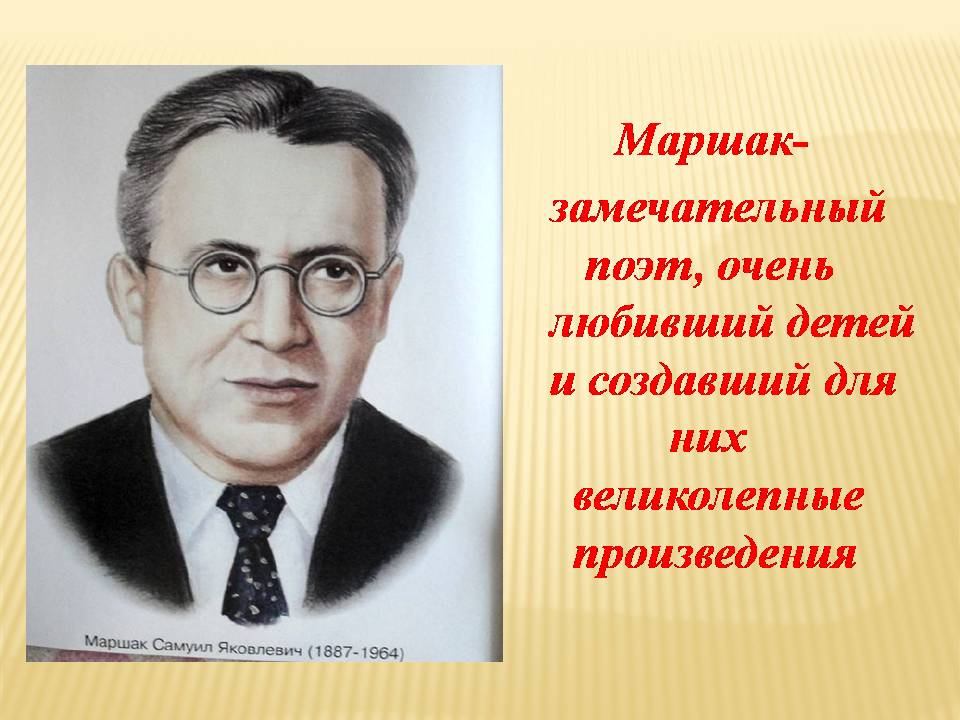 Маршак-
замечательный
поэт, очень
любивший детей
и создавший для
них
великолепные
произведения
Маршак Самуил Яковлевич (1887-1964)